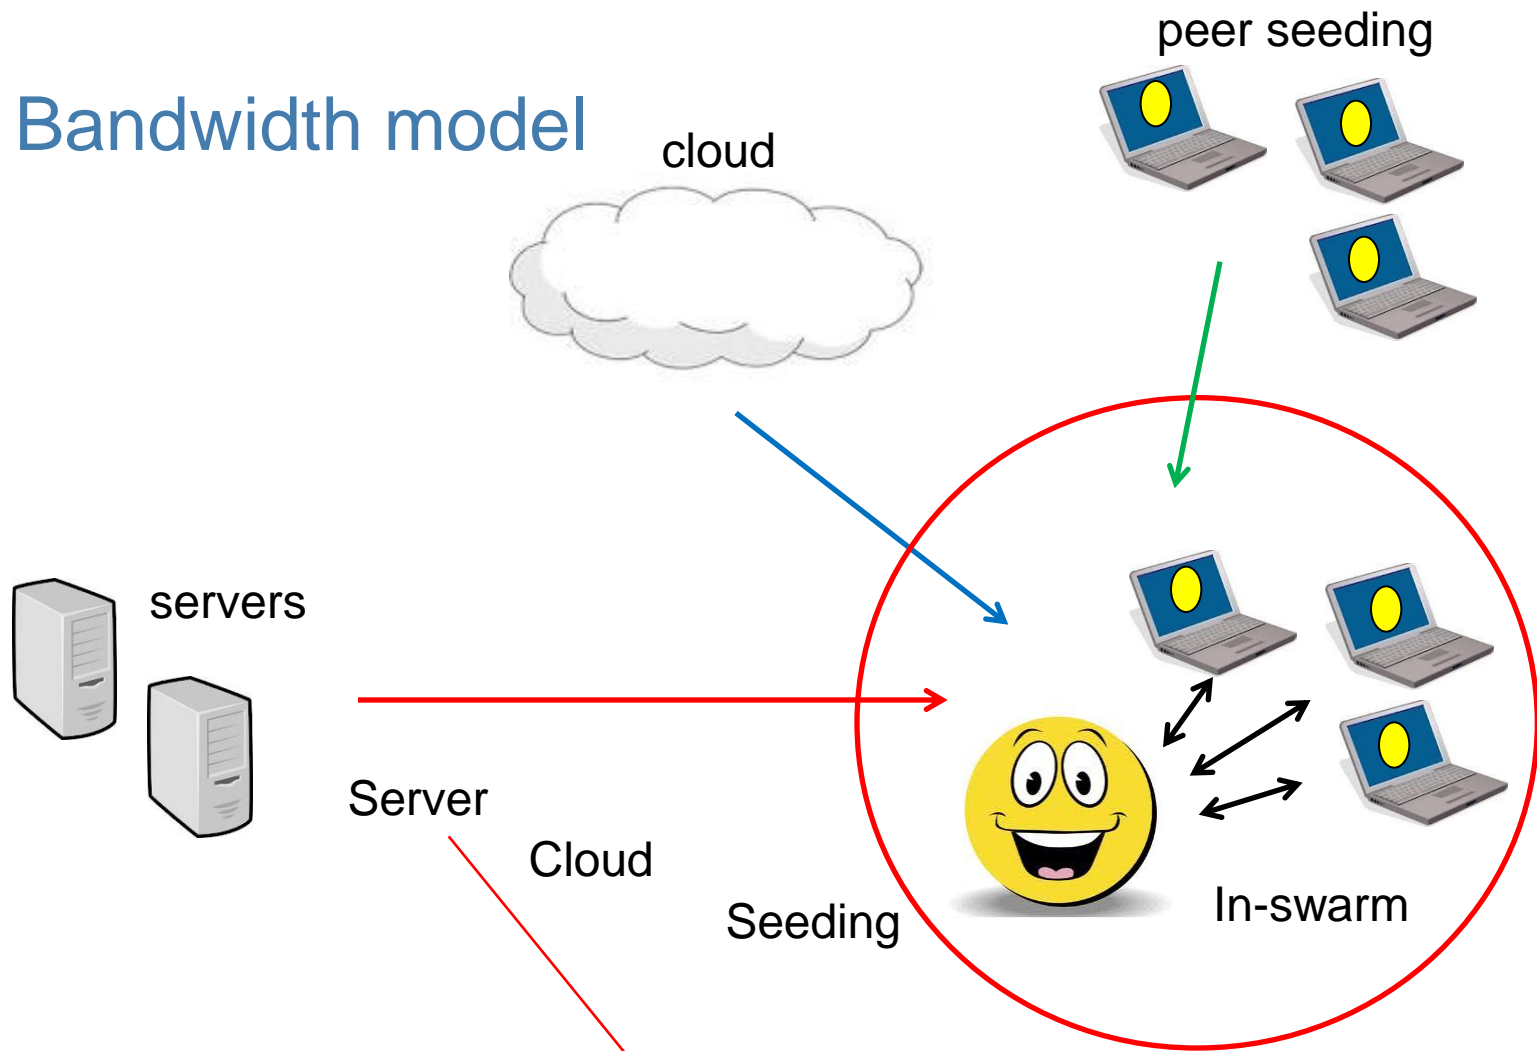 peer seeding
Bandwidth model
cloud
servers
Server
Cloud
Seeding
In-swarm